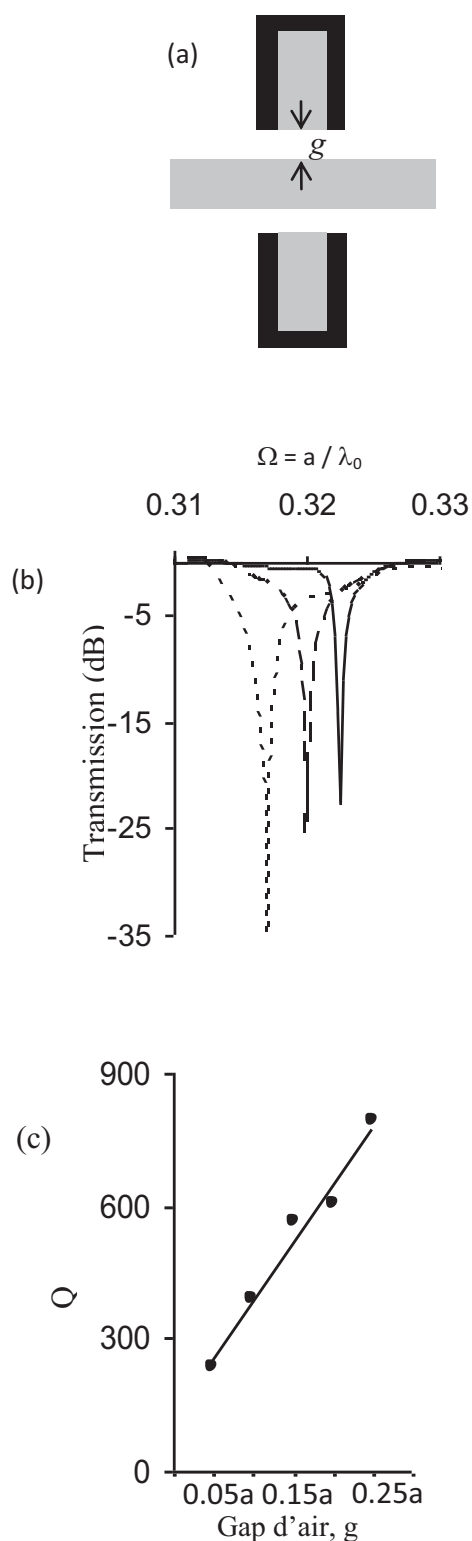 (a)
g
Ω = a / λ₀
0.31 0.32 0.33
(b)
-5
-15
-25
-35
Transmission (dB)
(c)
900
600
300
0
Q
0.05a 0.15a 0.25a
Gap d'air, g